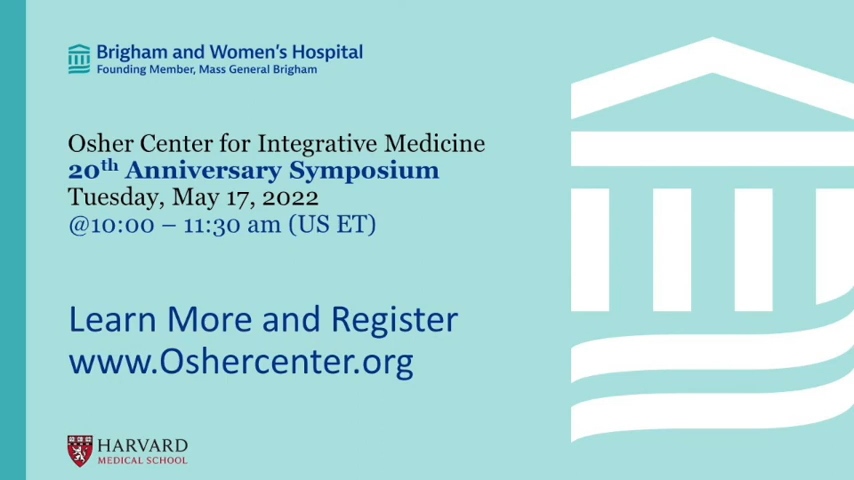 Brigham and Women's Hospital
Founding Member, Mass General Brigham
Osher Center for Integrative Medicine
20th Anniversary Symposium
Tuesday, May 17, 2022
@10:00 – 11:30 am (US ET)
Learn More and Register
www.Oshercenter.org
HARVARD
MEDICAL SCHOOL